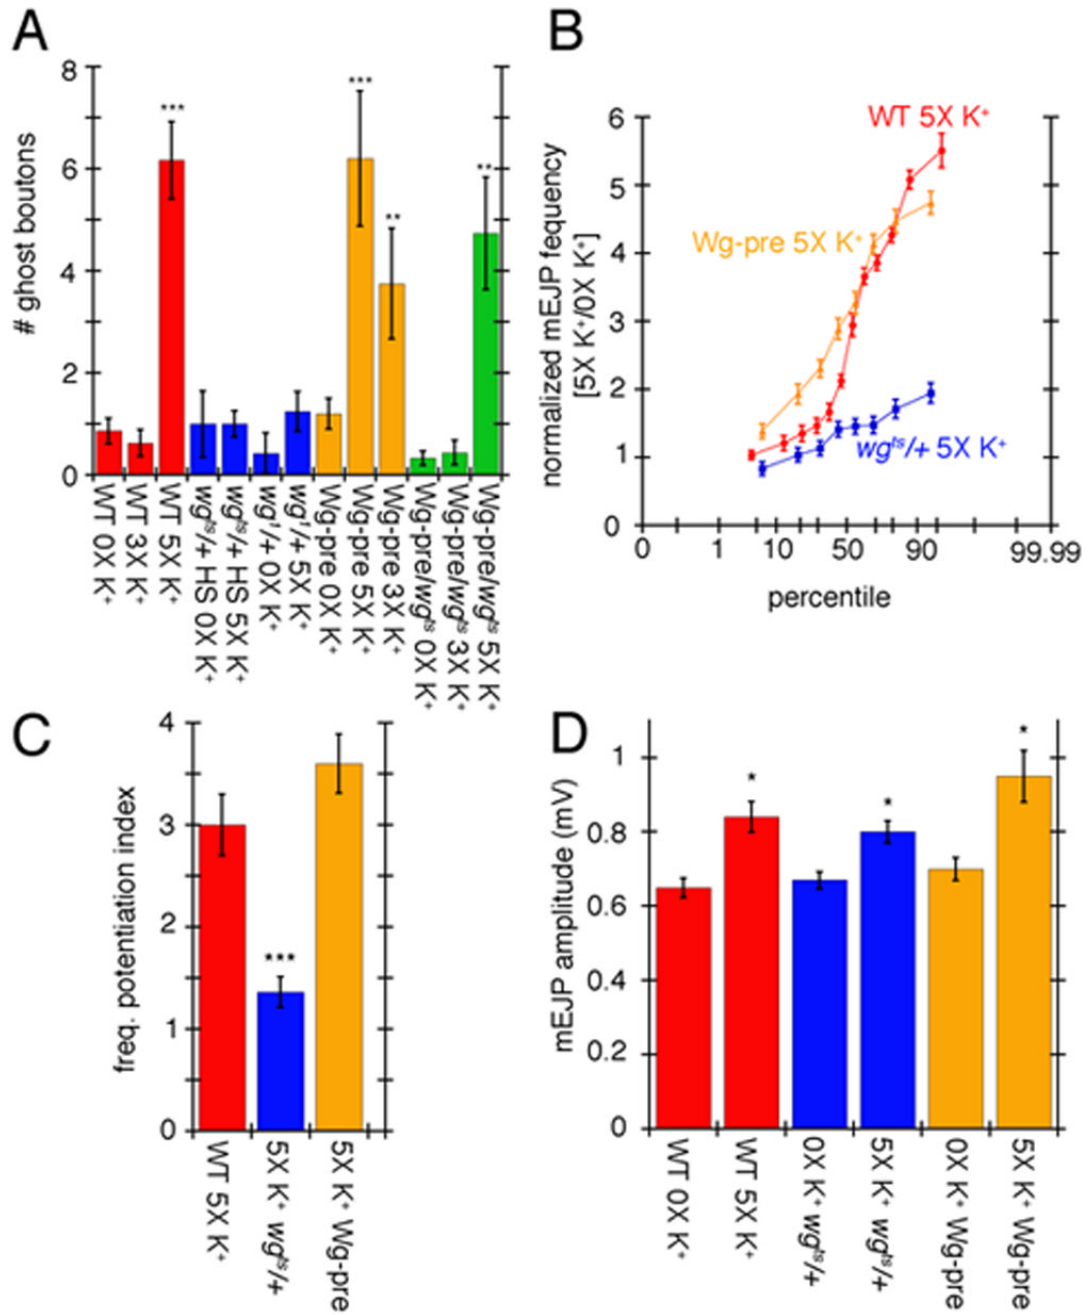 A
# ghost boutons
8
6
4
2
0
***
***
**
**
WT 0X K+
WT 3X K+
WT 5X K+
wgts/+ HS 0X K+
wgts/+ HS 5X K+
wg1/+ 0X K+
wg1/+ 5X K+
Wg-pre 0X K+
Wg-pre 5X K+
Wg-pre 3X K+
Wg-pre/wgts 0X K+
Wg-pre/wgts 3X K+
Wg-pre/wgts 5X K+
B
normalized mEJP fequency
[5X K+/0X K+]
6
5
4
3
2
1
0
WT 5X K+
Wg-pre 5X K+
wgts/+ 5X K+
0 1 10 50 90 99.99
percentile
C
freq. potentiation index
4
3
2
1
0
***
WT 5X K+
5X K+ wgts/+
5X K+ Wg-pre
D
mEJP amplitude (mV)
1
0.8
0.6
0.4
0.2
0
*
*
*
WT 0X K+
WT 5X K+
0X K+ wgts/+
5X K+ wgts/+
0X K+ Wg-pre
5X K+ Wg-pre